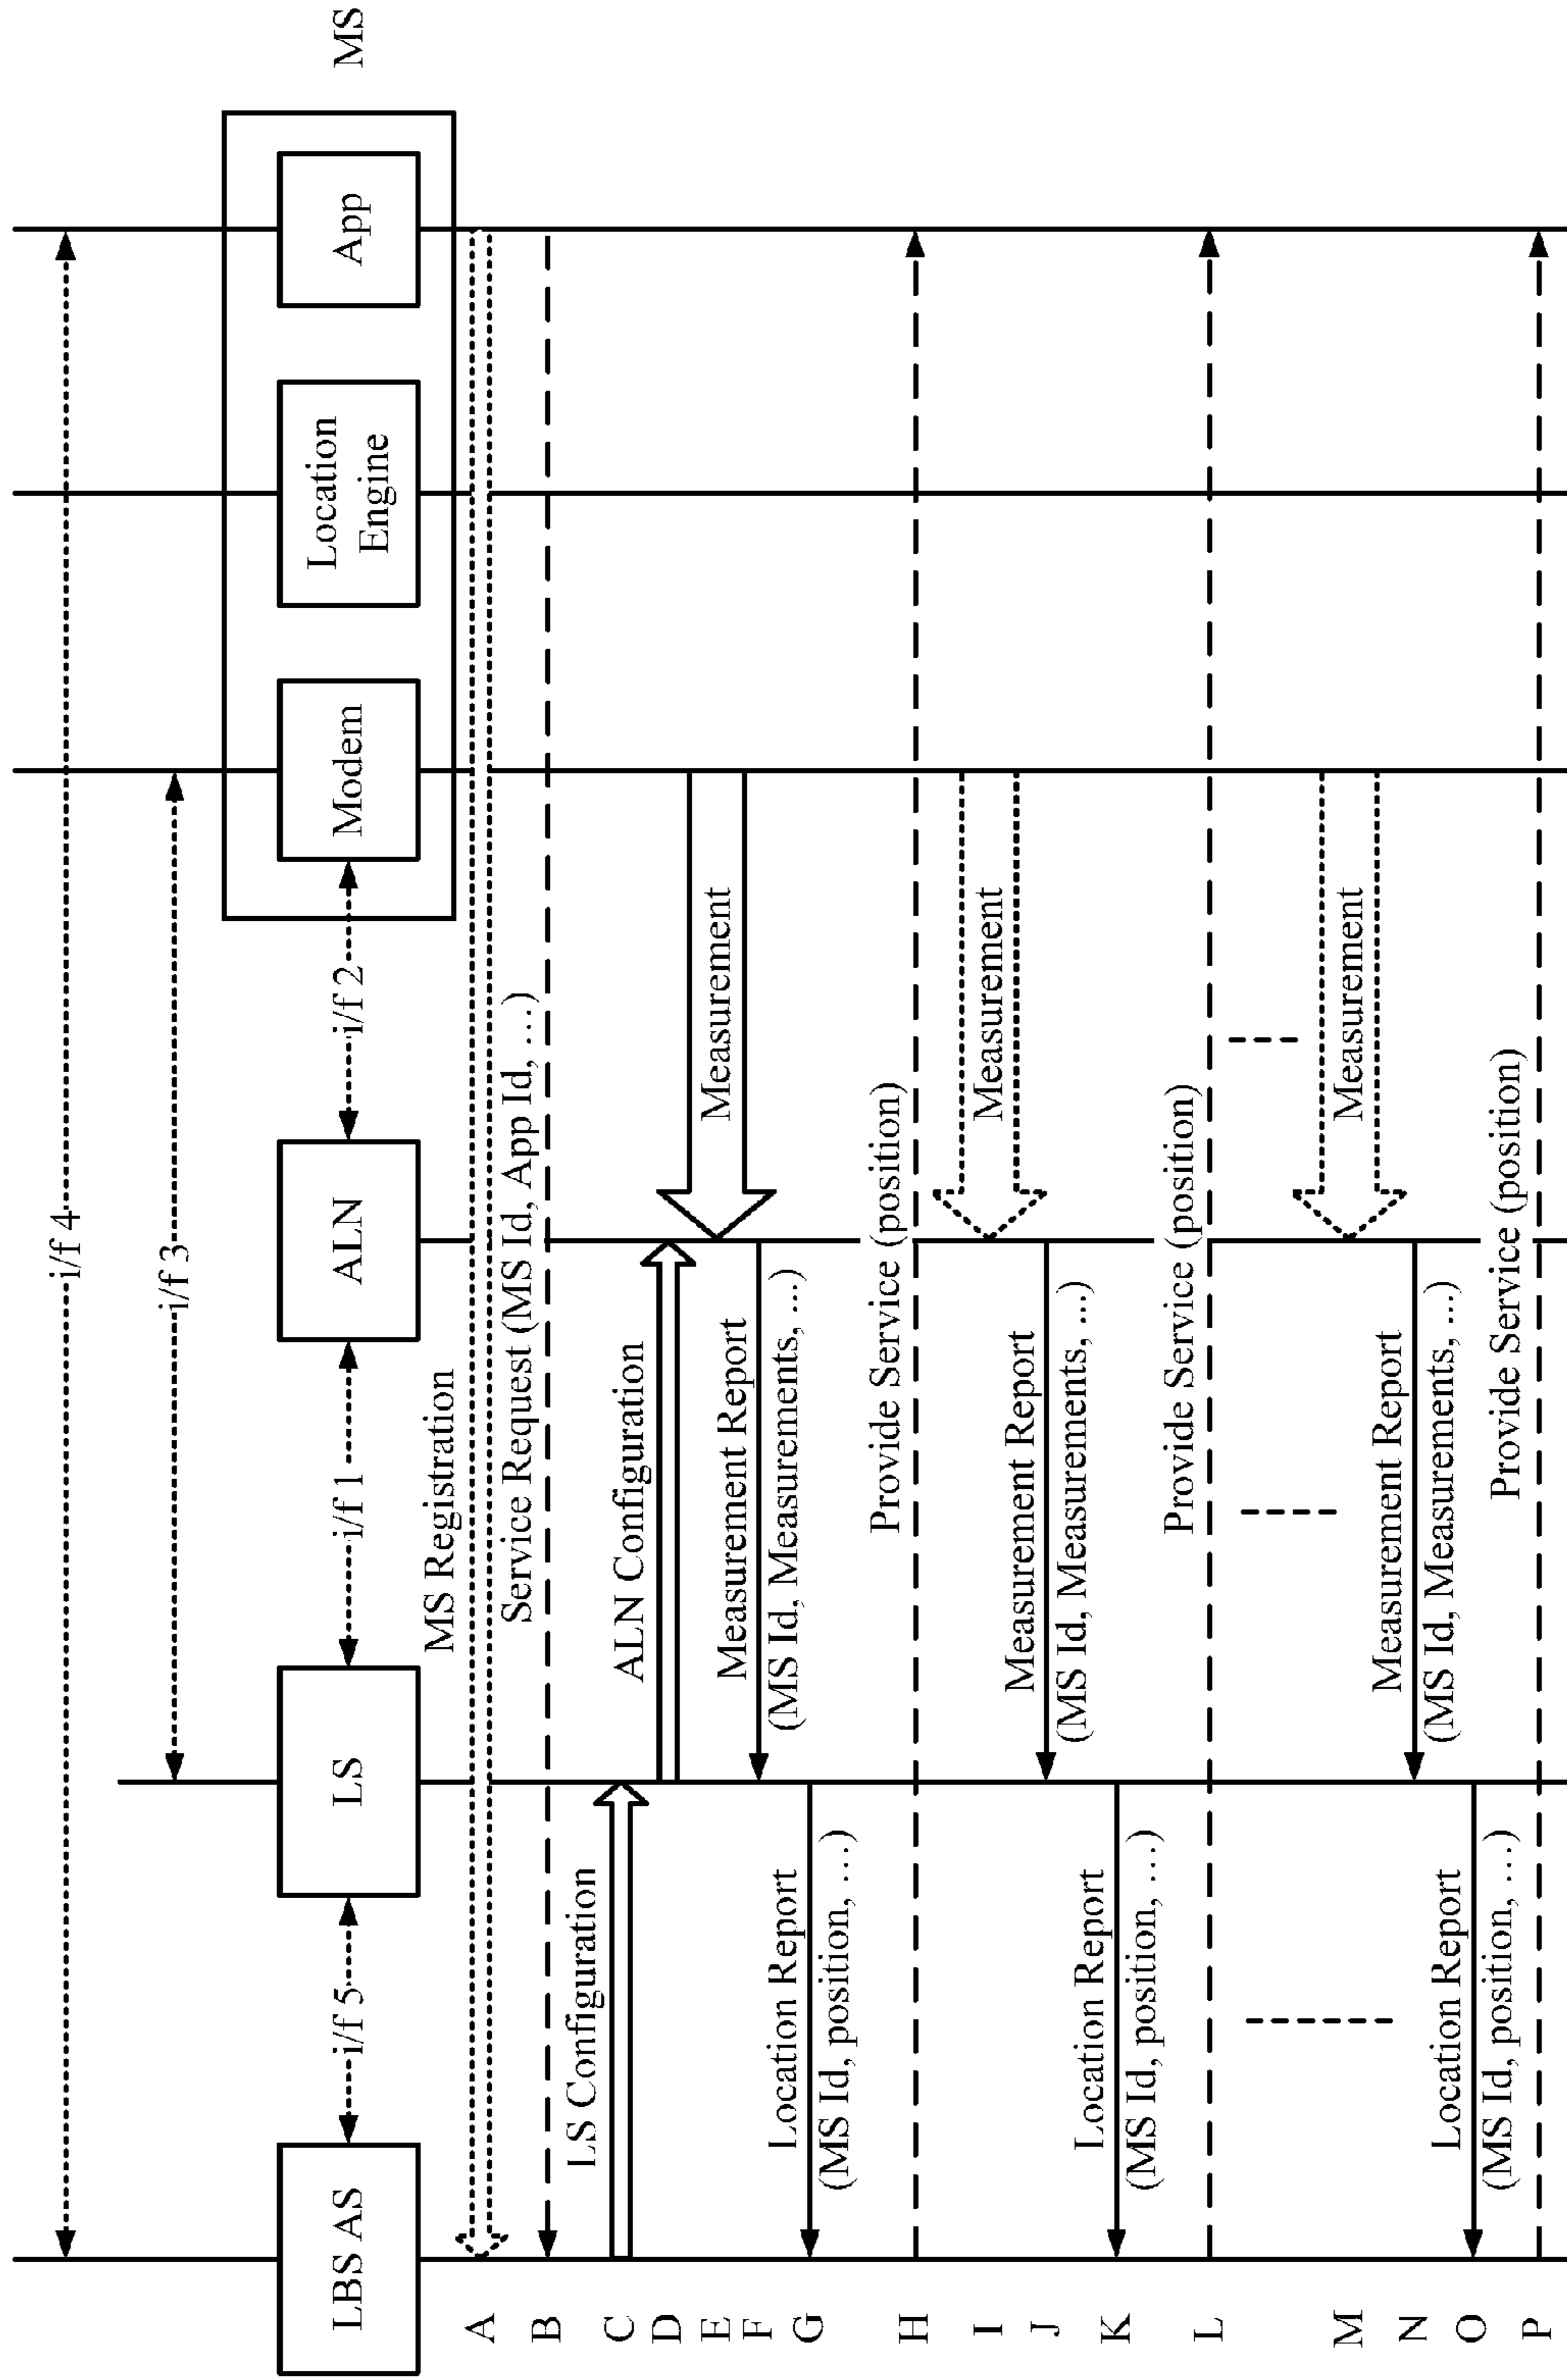 i/f 4
i/f 3
LBS AS
i/f 5
LS
i/f 1
ALN
i/f 2
Modem
Location
Engine
App
MS
A
MS Registration
B
Service Request (MS Id, App Id, …)
C
LS Configuration
D
ALN Configuration
E
Measurement
F
Measurement Report
(MS Id, Measurements, ...)
G
Location Report
(MS Id, position, …)
H
Provide Service (position)
I
Measurement
J
Measurement Report
(MS Id, Measurements, ...)
K
Location Report
(MS Id, position, …)
L
Provide Service (position)
M
Measurement
N
Measurement Report
(MS Id, Measurements, ...)
O
Location Report
(MS Id, position, …)
P
Provide Service (position)